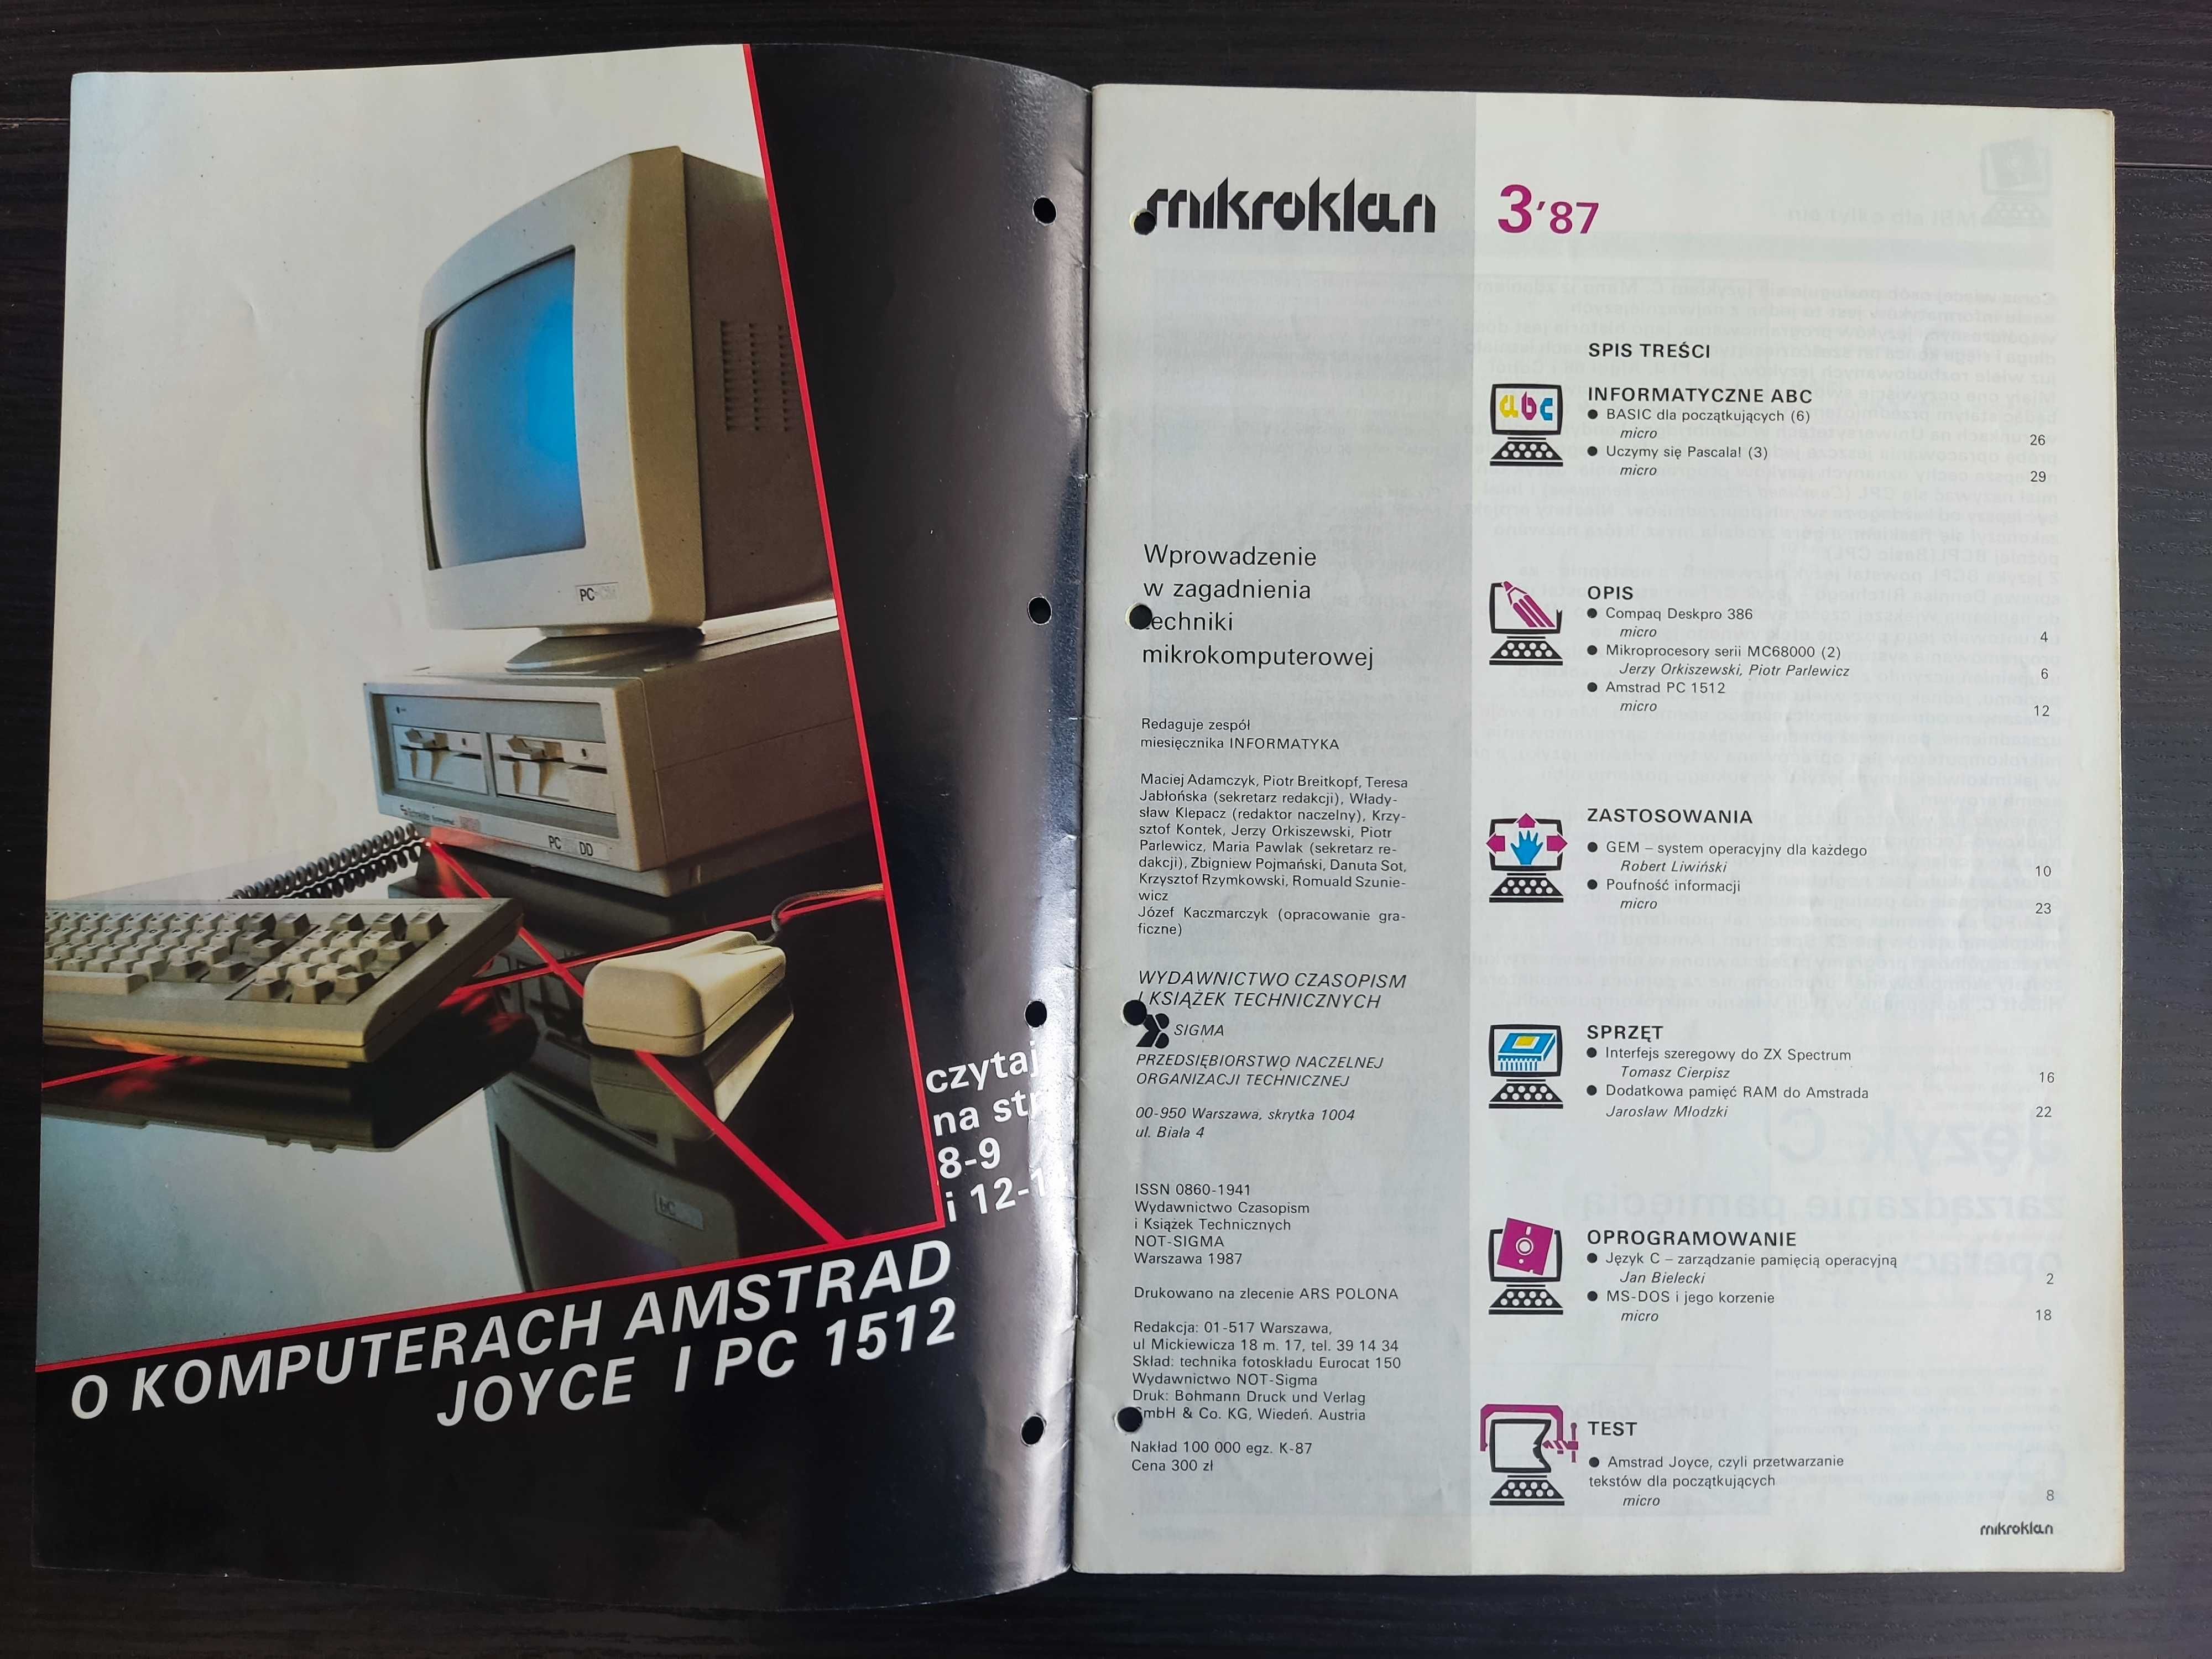 PC
Schneider
PC DD
czytaj
na str
8-9
i 12-1
O KOMPUTERACH AMSTRAD
JOYCE I PC 1512
mikroklan
3'87
Wprowadzenie
w zagadnienia
techniki
mikrokomputerowej
Redaguje zespół
miesięcznika INFORMATYKA
Maciej Adamczyk, Piotr Breitkopf, Teresa
Jabłońska (sekretarz redakcji), Włady-
sław Klepacz (redaktor naczelny), Krzy-
sztof Kontek, Jerzy Orkiszewski, Piotr
Parlewicz, Maria Pawlak (sekretarz re-
dakcji), Zbigniew Pojmański, Danuta Sot,
Krzysztof Rzymkowski, Romuald Szunie-
wicz
Józef Kaczmarczyk (opracowanie gra-
ficzne)
WYDAWNICTWO CZASOPISM
I KSIĄŻEK TECHNICZNYCH
SIGMA
PRZEDSIĘBIORSTWO NACZELNEJ
ORGANIZACJI TECHNICZNEJ
00-950 Warszawa, skrytka 1004
ul. Biała 4
ISSN 0860-1941
Wydawnictwo Czasopism
i Książek Technicznych
NOT-SIGMA
Warszawa 1987
Drukowano na zlecenie ARS POLONA
Redakcja: 01-517 Warszawa,
ul Mickiewicza 18 m. 17, tel. 39 14 34
Skład: technika fotoskładu Eurocat 150
Wydawnictwo NOT-Sigma
Druk: Bohmann Druck und Verlag
GmbH & Co. KG, Wiedeń. Austria
Nakład 100 000 egz. K-87
Cena 300 zł
SPIS TREŚCI
abc
INFORMATYCZNE ABC
● BASIC dla początkujących (6)
micro 26
● Uczymy się Pascala! (3)
micro 29
OPIS
● Compaq Deskpro 386
micro 4
● Mikroprocesory serii MC68000 (2)
Jerzy Orkiszewski, Piotr Parlewicz 6
● Amstrad PC 1512
micro 12
ZASTOSOWANIA
● GEM – system operacyjny dla każdego
Robert Liwiński 10
● Poufność informacji
micro 23
SPRZĘT
● Interfejs szeregowy do ZX Spectrum
Tomasz Cierpisz 16
● Dodatkowa pamięć RAM do Amstrada
Jarosław Młodzki 22
OPROGRAMOWANIE
● Język C – zarządzanie pamięcią operacyjną
Jan Bielecki 2
● MS-DOS i jego korzenie
micro 18
TEST
● Amstrad Joyce, czyli przetwarzanie
tekstów dla początkujących
micro 8
mikroklan